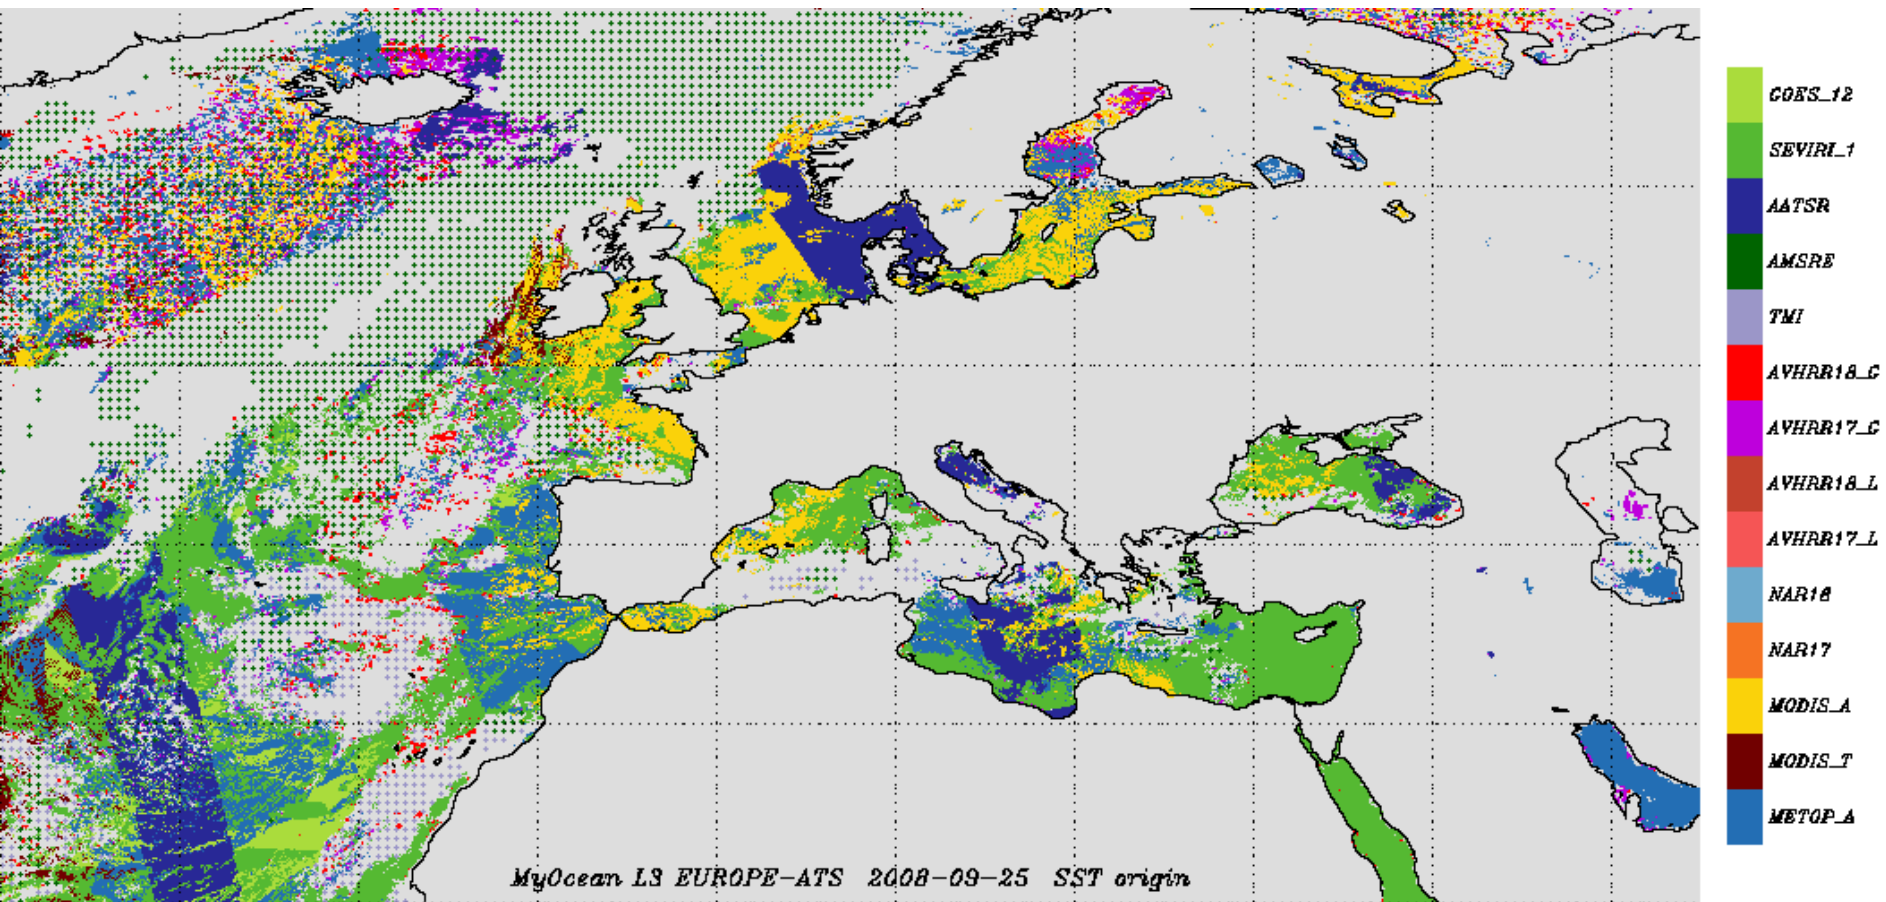 GOES_12
SEVIRI_1
AATSR
AMSRE
TMI
AVHRR18_G
AVHRR17_G
AVHRR18_L
AVHRR17_L
NAR18
NAR17
MODIS_A
MODIS_T
METOP_A
MyOcean L3 EUROPE-ATS 2008-09-25 SST origin